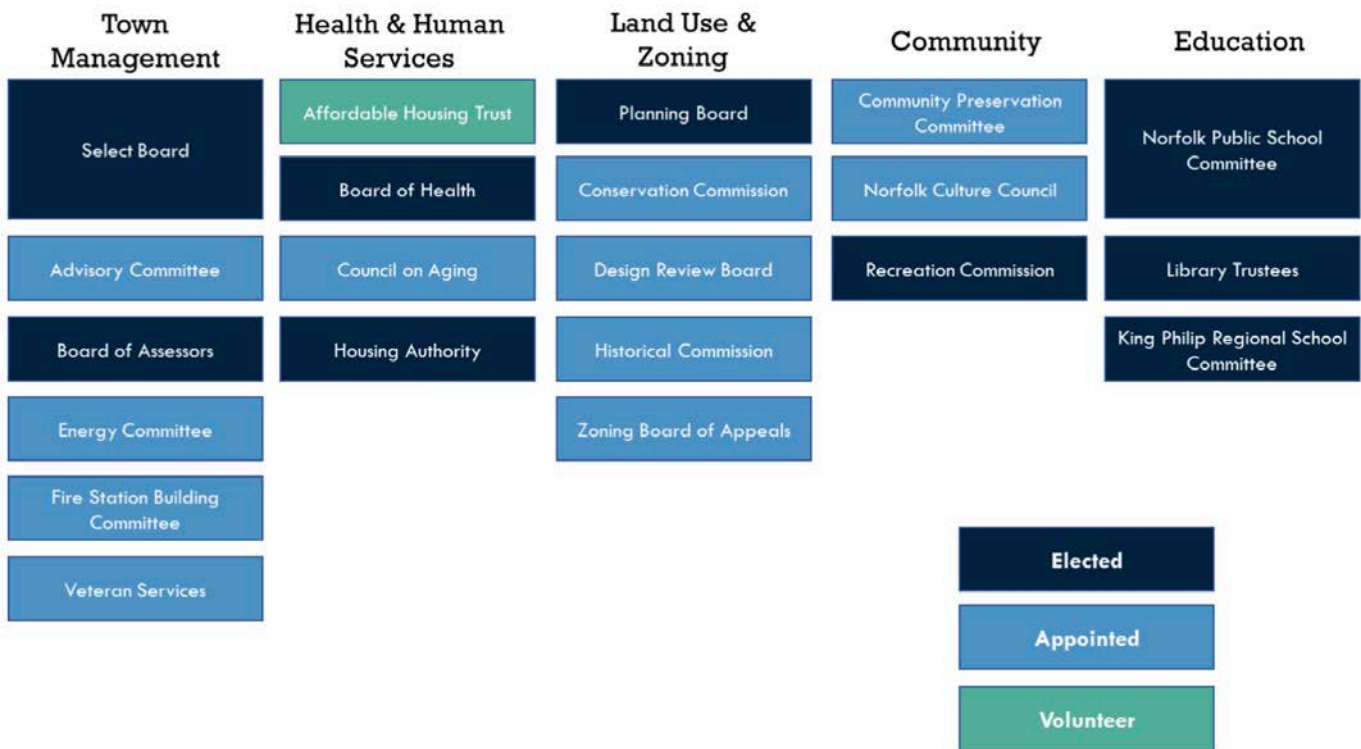 Town
Management
Health & Human
Services
Land Use &
Zoning
Community
Education
Select Board
Affordable Housing Trust
Planning Board
Community Preservation
Committee
Norfolk Public School
Committee
Board of Health
Conservation Commission
Norfolk Culture Council
Advisory Committee
Council on Aging
Design Review Board
Recreation Commission
Library Trustees
Board of Assessors
Housing Authority
Historical Commission
King Philip Regional School
Committee
Energy Committee
Zoning Board of Appeals
Fire Station Building
Committee
Veteran Services
Elected
Appointed
Volunteer